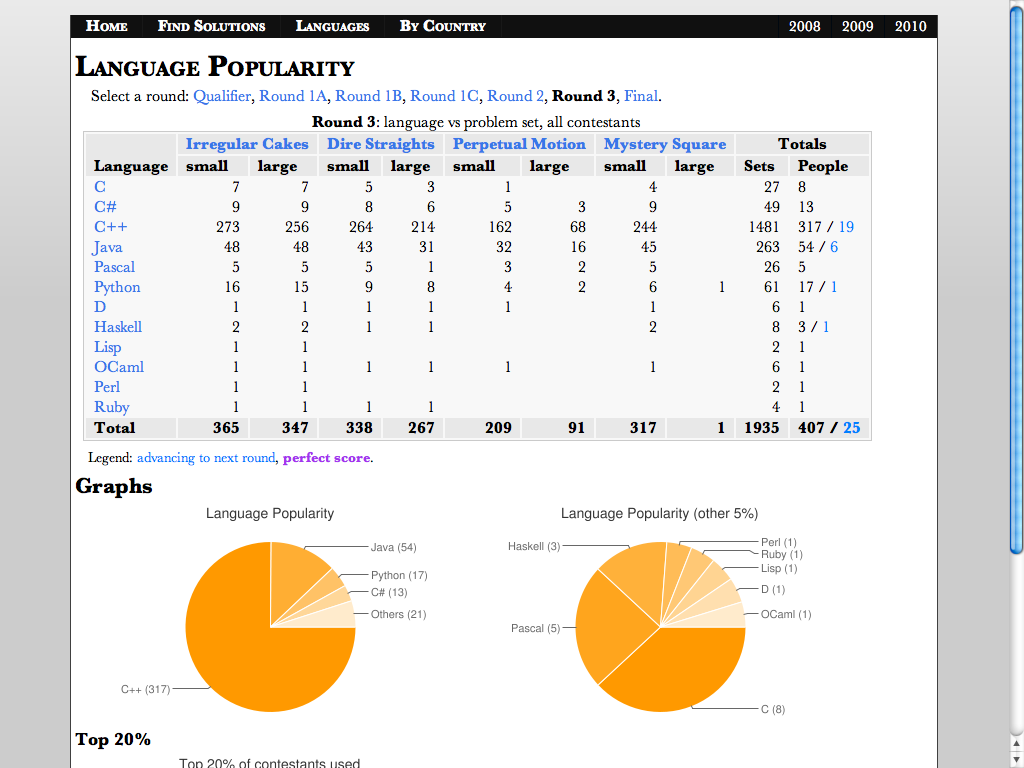 Home Find Solutions Languages By Country 2008 2009 2010
Language Popularity
Select a round: Qualifier, Round 1A, Round 1B, Round 1C, Round 2, Round 3, Final.
Round 3: language vs problem set, all contestants
Irregular Cakes Dire Straights Perpetual Motion Mystery Square Totals
Language small large small large small large small large Sets People
C 7 7 5 3 1 4 27 8
C# 9 9 8 6 5 3 9 49 13
C++ 273 256 264 214 162 68 244 1481 317 / 19
Java 48 48 43 31 32 16 45 263 54 / 6
Pascal 5 5 5 1 3 2 5 26 5
Python 16 15 9 8 4 2 6 1 61 17 / 1
D 1 1 1 1 1 1 6 1
Haskell 2 2 1 1 2 8 3 / 1
Lisp 1 1 2 1
OCaml 1 1 1 1 1 1 6 1
Perl 1 1 2 1
Ruby 1 1 1 1 4 1
Total 365 347 338 267 209 91 317 1 1935 407 / 25
Legend: advancing to next round, perfect score.
Graphs
Language Popularity
Java (54)
Python (17)
C# (13)
Others (21)
C++ (317)
Language Popularity (other 5%)
Haskell (3)
Perl (1)
Ruby (1)
Lisp (1)
D (1)
Pascal (5)
OCaml (1)
C (8)
Top 20%
Top 20% of contestants used